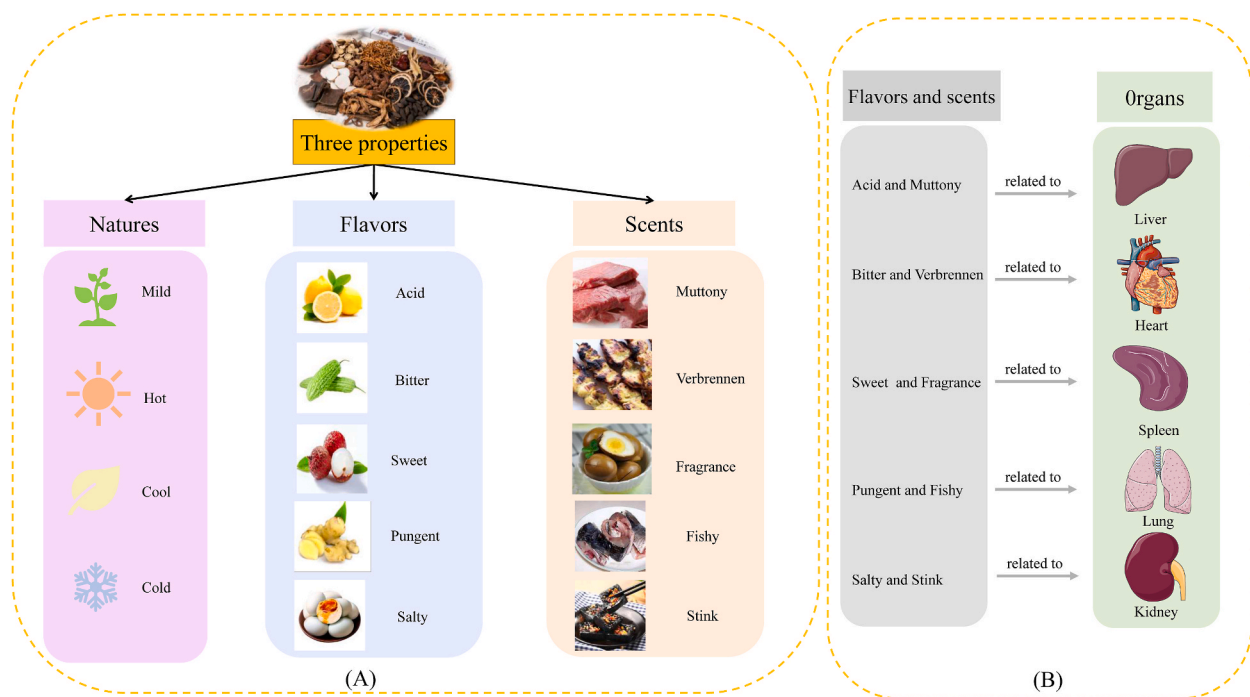 Three properties
Natures
Flavors
Scents
Mild
Hot
Cool
Cold
Acid
Bitter
Sweet
Pungent
Salty
Muttony
Verbrennen
Fragrance
Fishy
Stink
(A)
Flavors and scents
0rgans
Acid and Muttony
related to
Liver
Bitter and Verbrennen
related to
Heart
Sweet and Fragrance
related to
Spleen
Pungent and Fishy
related to
Lung
Salty and Stink
related to
Kidney
(B)